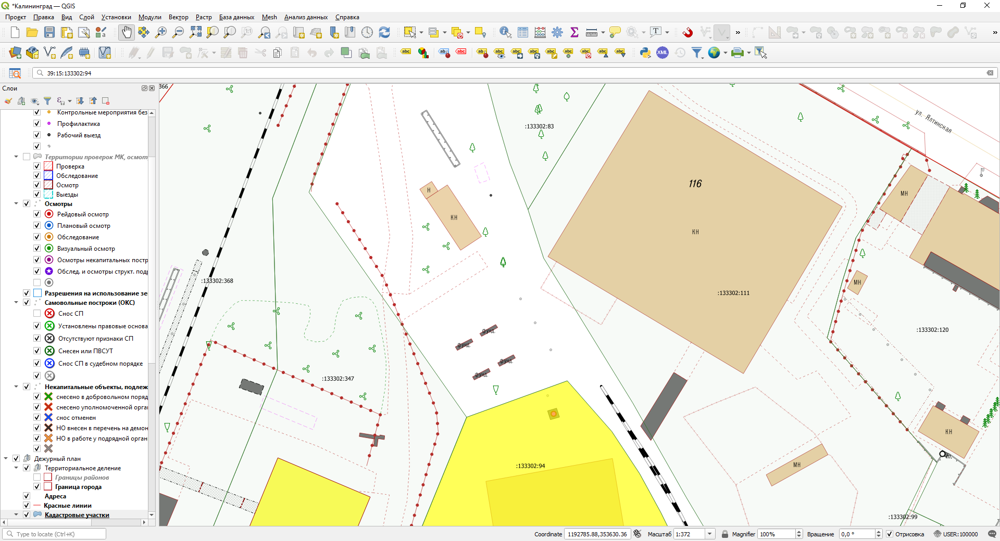 *Калининград — QGIS
Проект Правка Вид Слой Установки Модули Вектор Растр База данных Mesh Анализ данных Справка
39:15:133302:94
Слои
Контрольные мероприятия без
Профилактика
Рабочий выезд
Территории проверок МК, осмот
Проверка
Обследование
Осмотр
Выезды
Осмотры
Рейдовый осмотр
Плановый осмотр
Обследование
Визуальный осмотр
Осмотры некапитальных постр
Обслед. и осмотры структ. под
Разрешения на использование зе
Самовольные постройки (ОКС)
Снос СП
Установлены правовые основа
Отсутствуют признаки СП
Снесен или ПВСУТ
Снос СП в судебном порядке
Некапитальные объекты, подлеж
снесено в добровольном поряд
снесено уполномоченной орга
снос отменен
НО внесен в перечень на демон
НО в работе у подрядной орган
Дежурный план
Территориальное деление
Границы районов
Граница города
Адреса
Красные линии
Кадастровые участки
366
:133302:83
ул. Ялтинская
116
Н
КН
КН
МН
МН
:133302:368
:133302:111
:133302:120
фунд.
фунд.
фунд.
фунд.
:133302:347
КН
т.
МН
:133302:94
:133302:99
Type to locate (Ctrl+K)
Coordinate 1192785.88,353630.36 Масштаб 1:372 Magnifier 100% Вращение 0,0 ° Отрисовка USER:100000